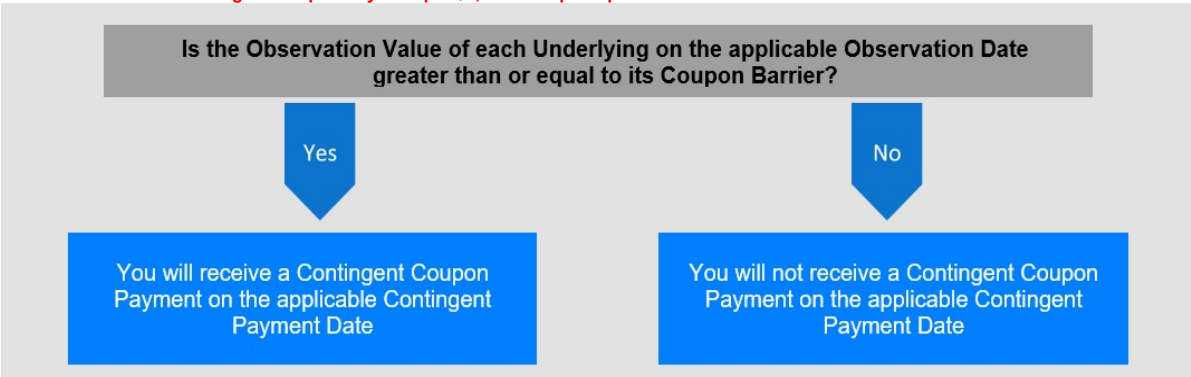 Is the Observation Value of each Underlying on the applicable Observation Date
greater than or equal to its Coupon Barrier?
Yes
No
You will receive a Contingent Coupon
Payment on the applicable Contingent
Payment Date
You will not receive a Contingent Coupon
Payment on the applicable Contingent
Payment Date